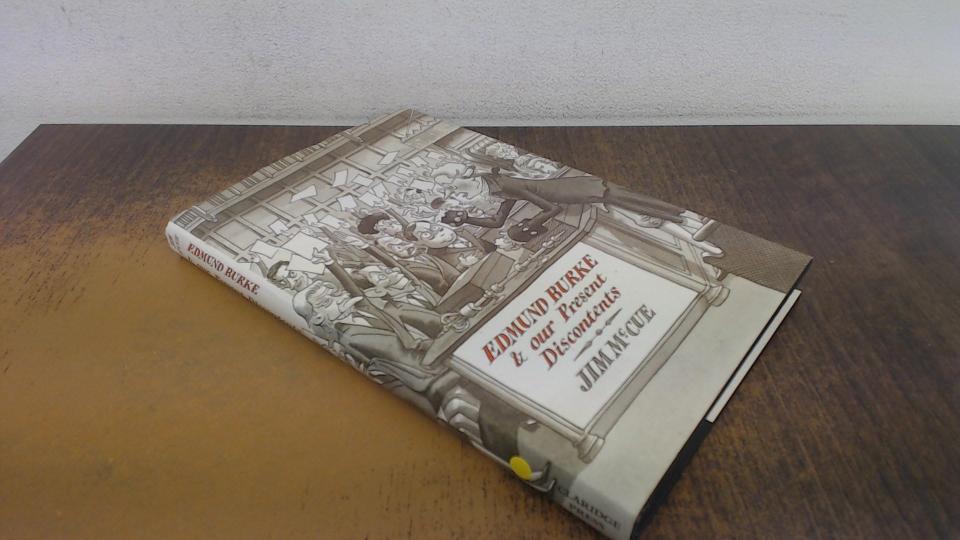 EDMUND BURKE
& our Present
Discontents
JIM McCUE
EDMUND BURKE
CLARIDGE
PRESS